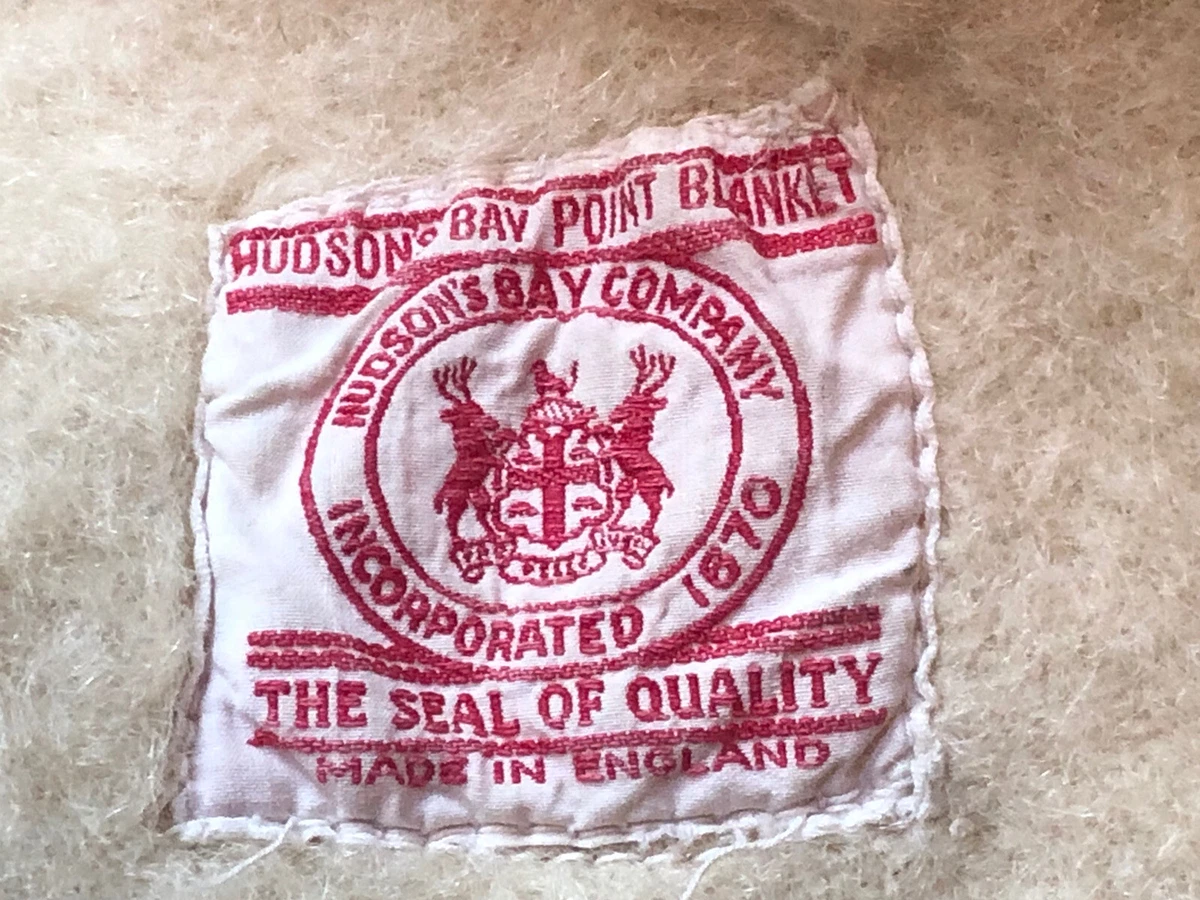 HUDSON'S BAY POINT BLANKET
HUDSON'S BAY COMPANY
INCORPORATED 1670
THE SEAL OF QUALITY
MADE IN ENGLAND